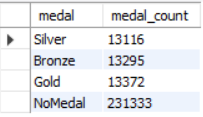 medal medal_count
Silver 13116
Bronze 13295
Gold 13372
NoMedal 231333